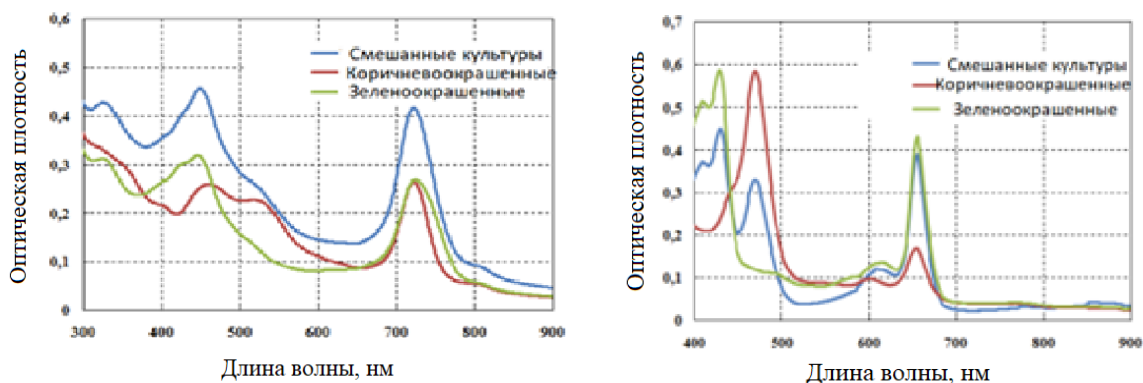 0,6
0,5
0,4
0,3
0,2
0,1
0
Оптическая плотность
Смешанные культуры
Коричневоокрашенные
Зеленоокрашенные
300 400 500 600 700 800 900
Длина волны, нм
0,7
0,6
0,5
0,4
0,3
0,2
0,1
0
Оптическая плотность
Смешанные культуры
Коричневоокрашенные
Зеленоокрашенные
400 500 600 700 800 900
Длина волны, нм